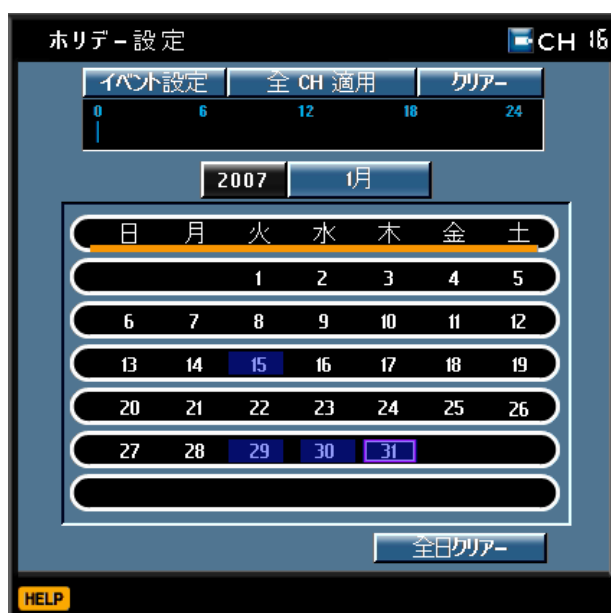 ホリデー設定 CH 16
イベント設定 全 CH 適用 クリアー
0 6 12 18 24
2007 1月
日 月 火 水 木 金 土
1 2 3 4 5
6 7 8 9 10 11 12
13 14 15 16 17 18 19
20 21 22 23 24 25 26
27 28 29 30 31
全日クリアー
HELP